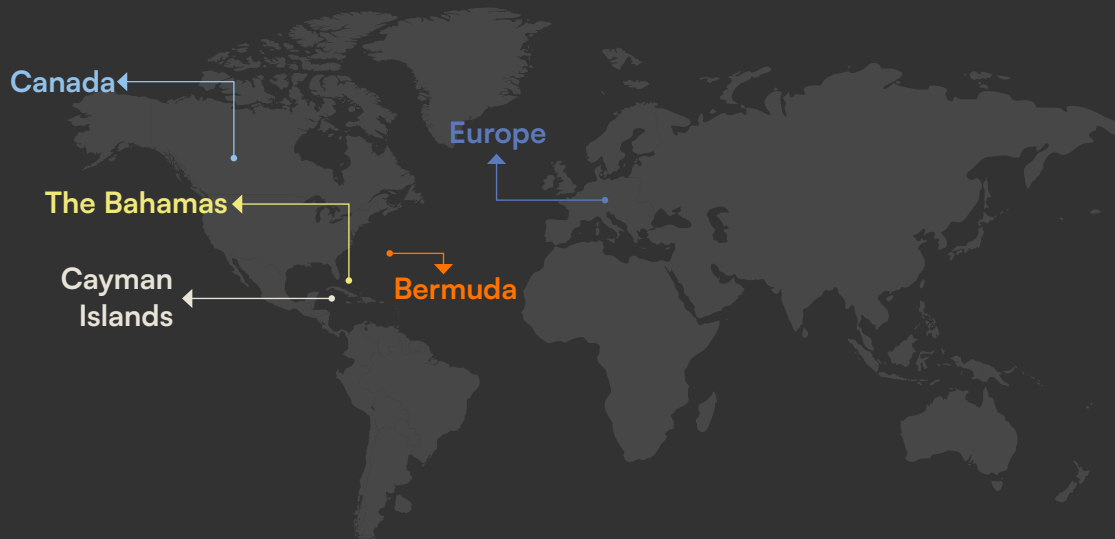 Canada
Europe
The Bahamas
Cayman
Islands
Bermuda